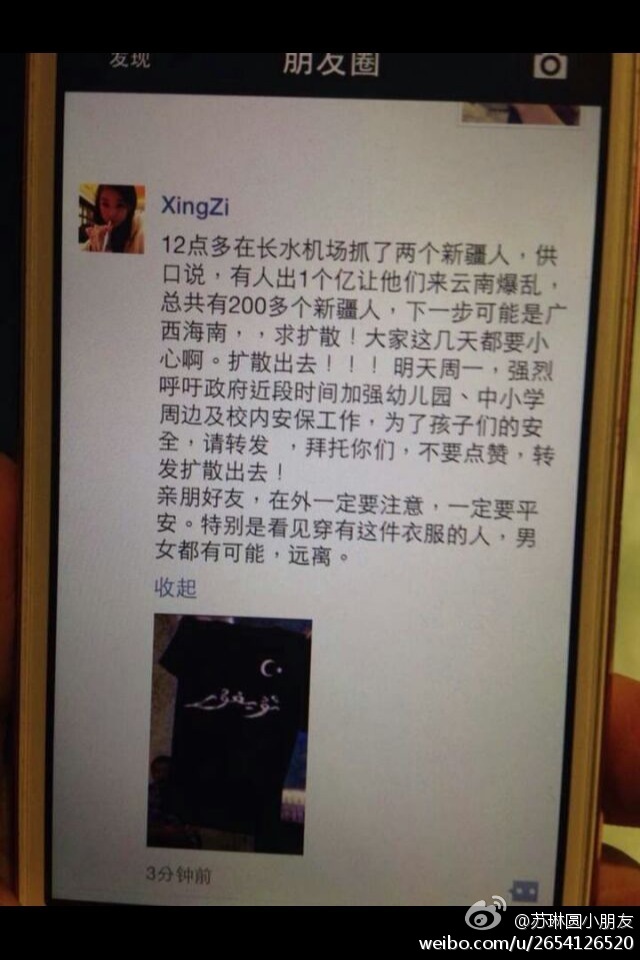 发现
朋友圈
XingZi
12点多在长水机场抓了两个新疆人，供
口说，有人出1个亿让他们来云南爆乱，
总共有200多个新疆人，下一步可能是广
西海南，，求扩散！大家这几天都要小
心啊。扩散出去！！！ 明天周一，强烈
呼吁政府近段时间加强幼儿园、中小学
周边及校内安保工作，为了孩子们的安
全，请转发 ，拜托你们，不要点赞，转
发扩散出去！
亲朋好友，在外一定要注意，一定要平
安。特别是看见穿有这件衣服的人，男
女都有可能，远离。
收起
3分钟前
@苏琳圆小朋友
weibo.com/u/2654126520